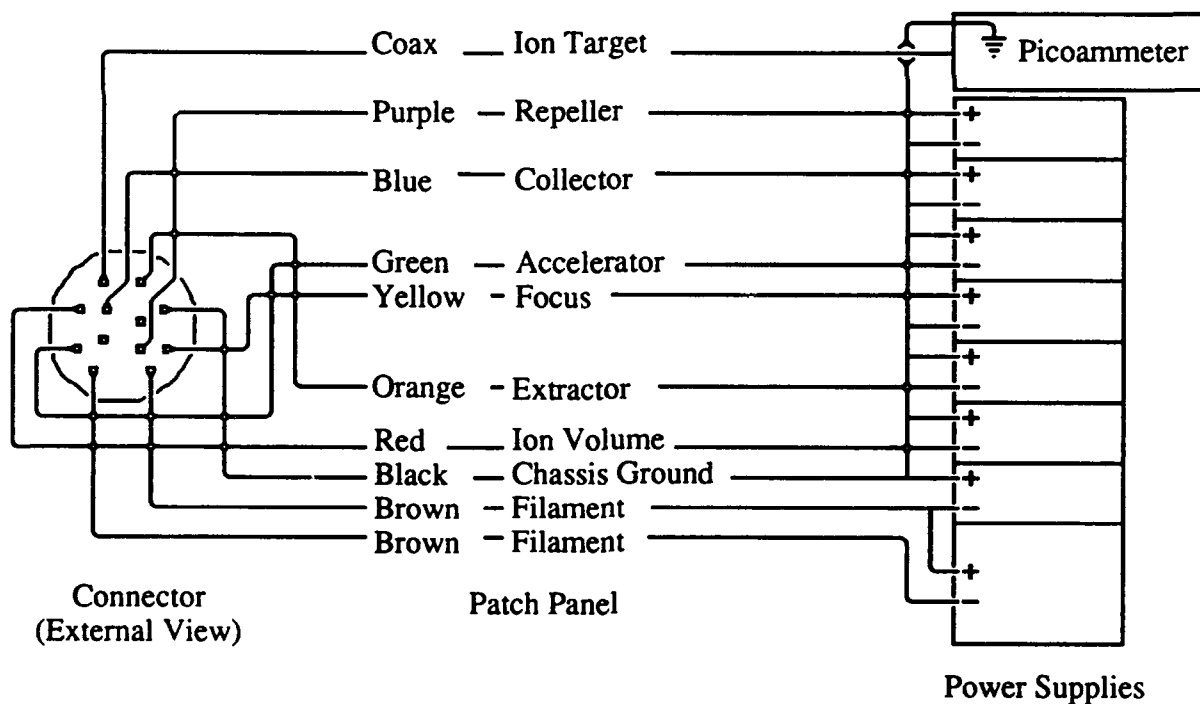 Coax — Ion Target
Picoammeter
Purple — Repeller
+
−
Blue — Collector
+
−
+
Green — Accelerator
−
Yellow - Focus
+
−
+
Orange - Extractor
−
+
Red — Ion Volume
−
Black — Chassis Ground
+
Brown - Filament
−
Brown - Filament
+
−
Connector
(External View)
Patch Panel
Power Supplies